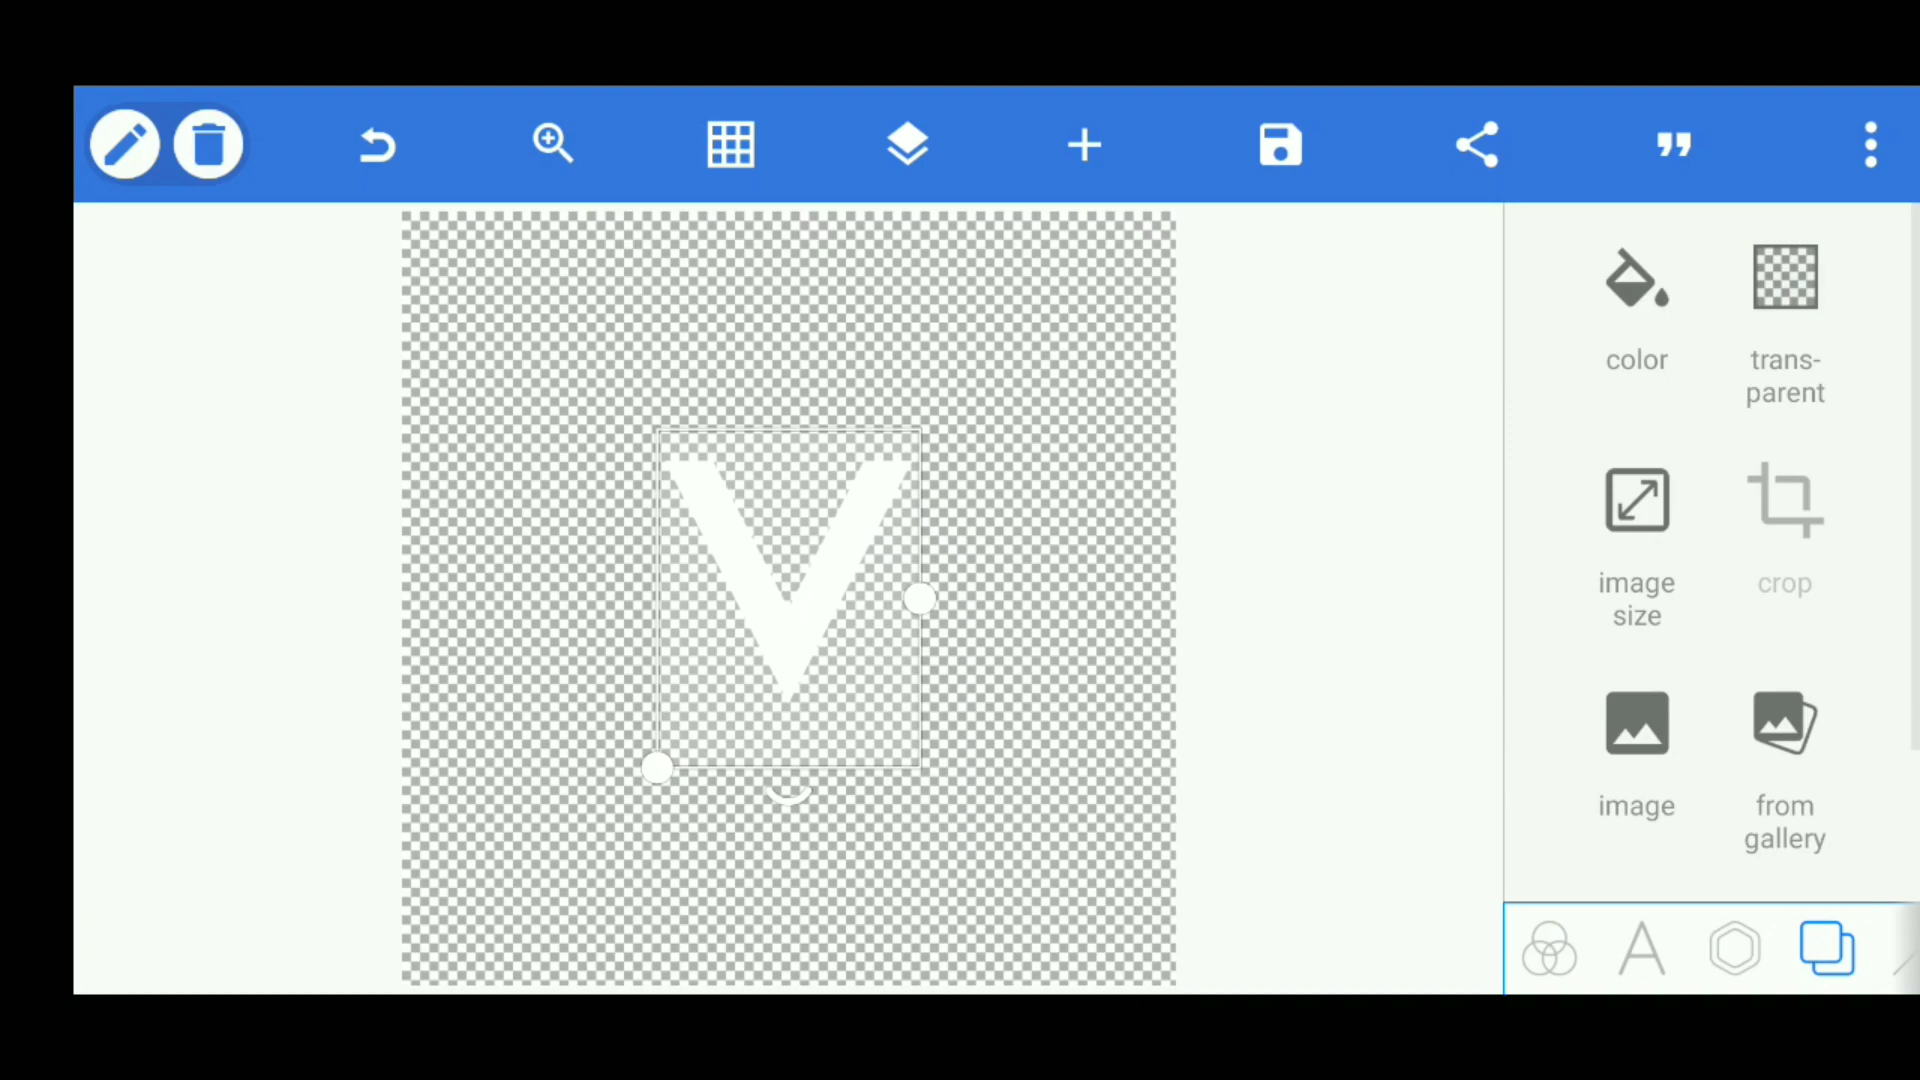 color
trans-
parent
V
image
size
crop
image
from
gallery